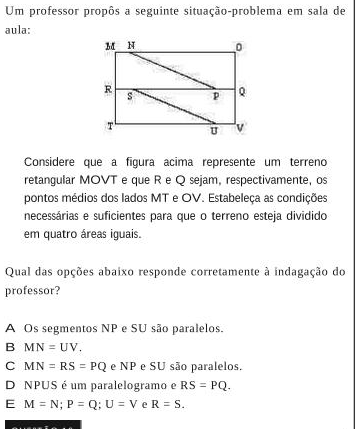 Um professor propôs a seguinte situação-problema em sala de
aula:
M N O
R S P Q
T U V
Considere que a figura acima represente um terreno
retangular MOVT e que R e Q sejam, respectivamente, os
pontos médios dos lados MT e OV. Estabeleça as condições
necessárias e suficientes para que o terreno esteja dividido
em quatro áreas iguais.
Qual das opções abaixo responde corretamente à indagação do
professor?
A Os segmentos NP e SU são paralelos.
B MN = UV.
C MN = RS = PQ e NP e SU são paralelos.
D NPUS é um paralelogramo e RS = PQ.
E M = N; P = Q; U = V e R = S.